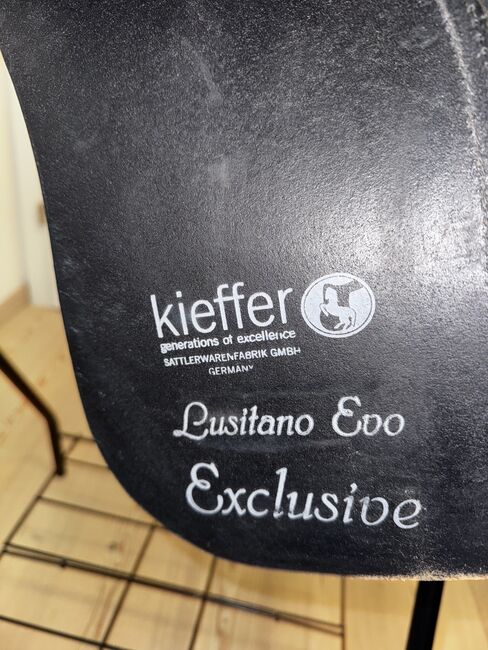 kieffer
generations of excellence
SATTLERWARENFABRIK GMBH
GERMANY
Lusitano Evo
Exclusive